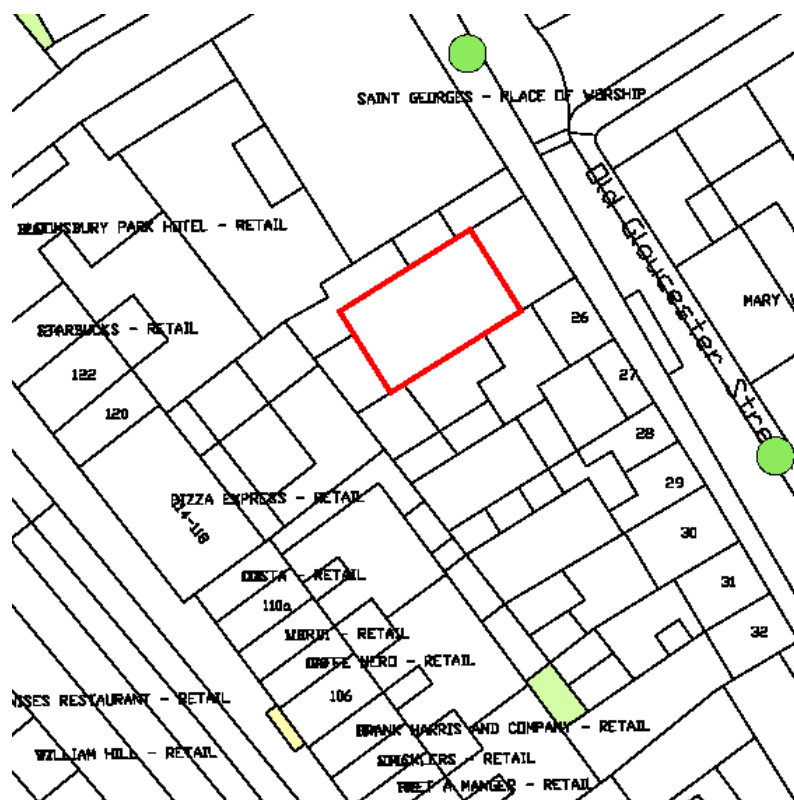 SAINT GEORGES - PLACE OF WORSHIP
Old Gloucester Stre
BLOOMSBURY PARK HOTEL - RETAIL
MARY
26
STARBUCKS - RETAIL
122
27
120
28
PIZZA EXPRESS - RETAIL
29
114-118
30
COSTA - RETAIL
31
110a
32
- RETAIL
CAFFE NERO - RETAIL
106
RESTAURANT - RETAIL
FRANK HARRIS AND COMPANY - RETAIL
WILLIAM HILL - RETAIL
- RETAIL
PRET A MANGER - RETAIL